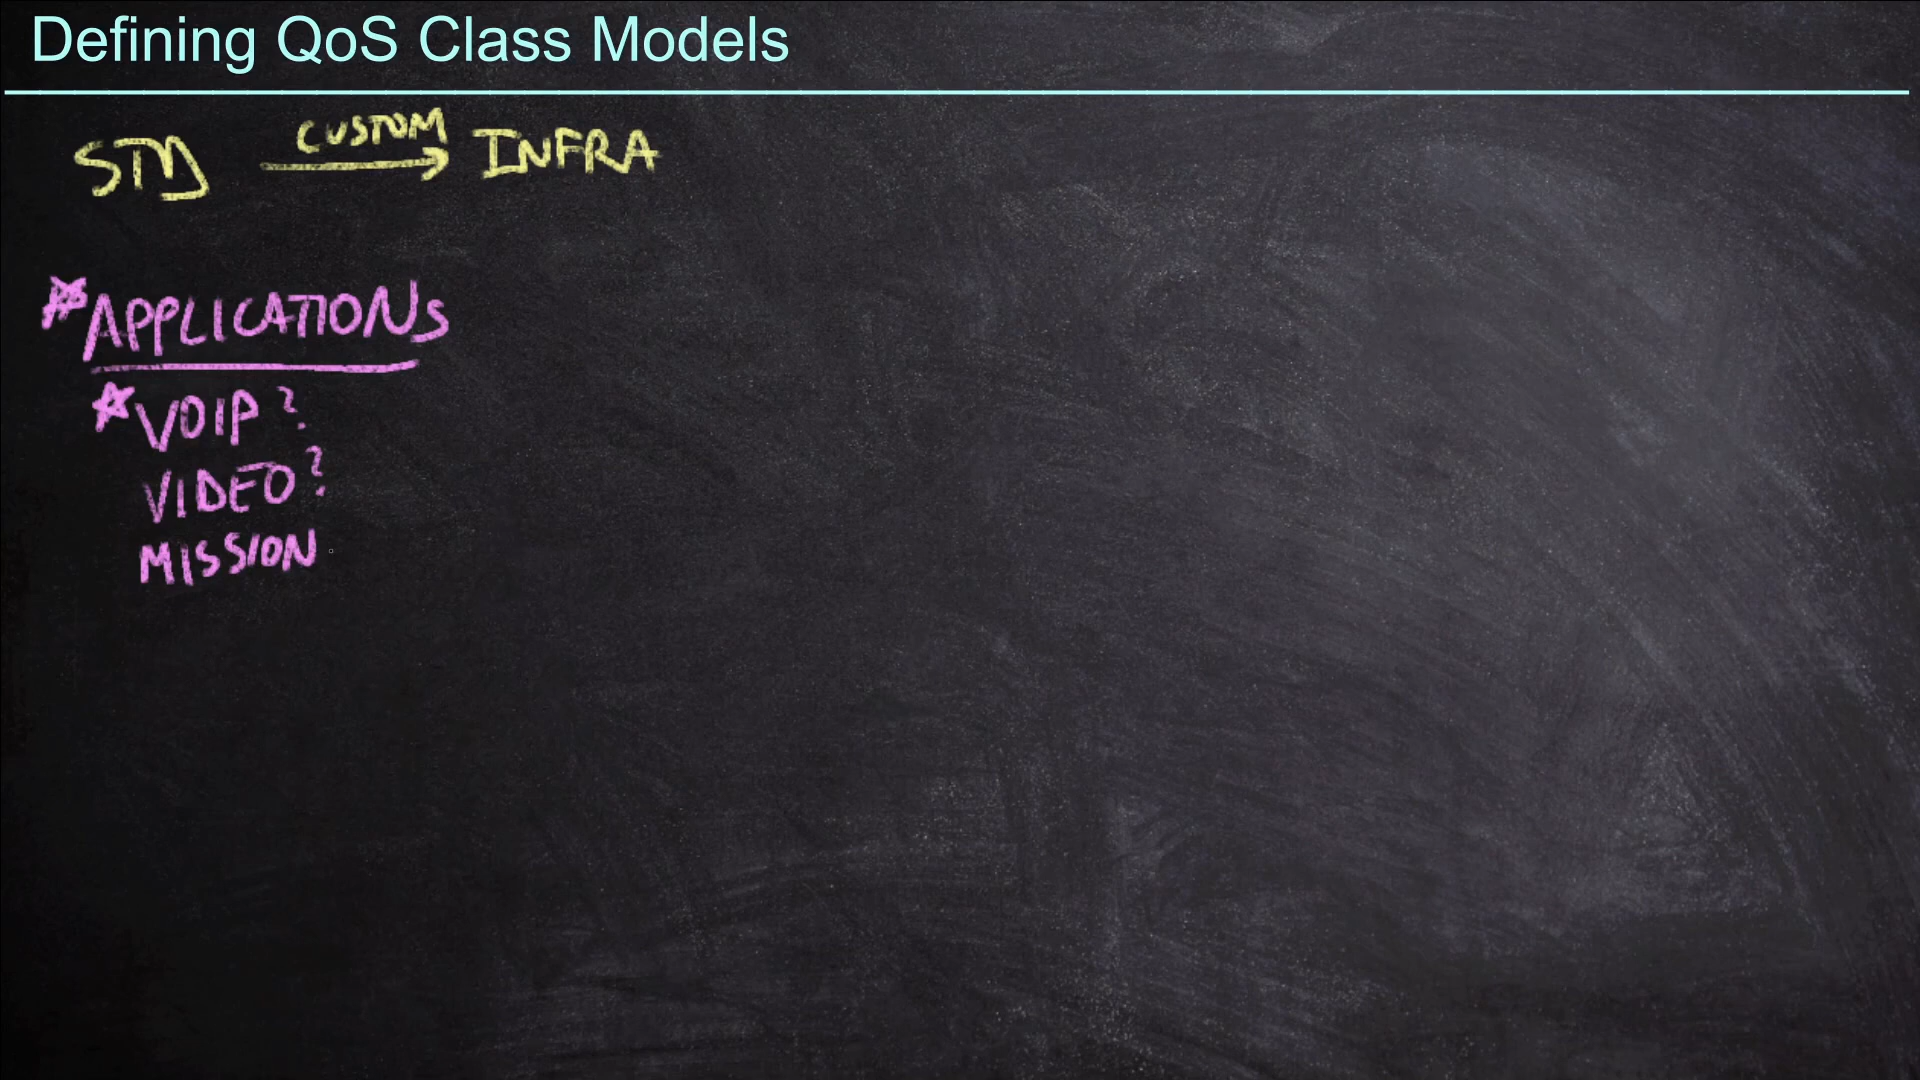 Defining QoS Class Models
STD CUSTOM INFRA
APPLICATIONS
VOIP?
VIDEO?
MISSION